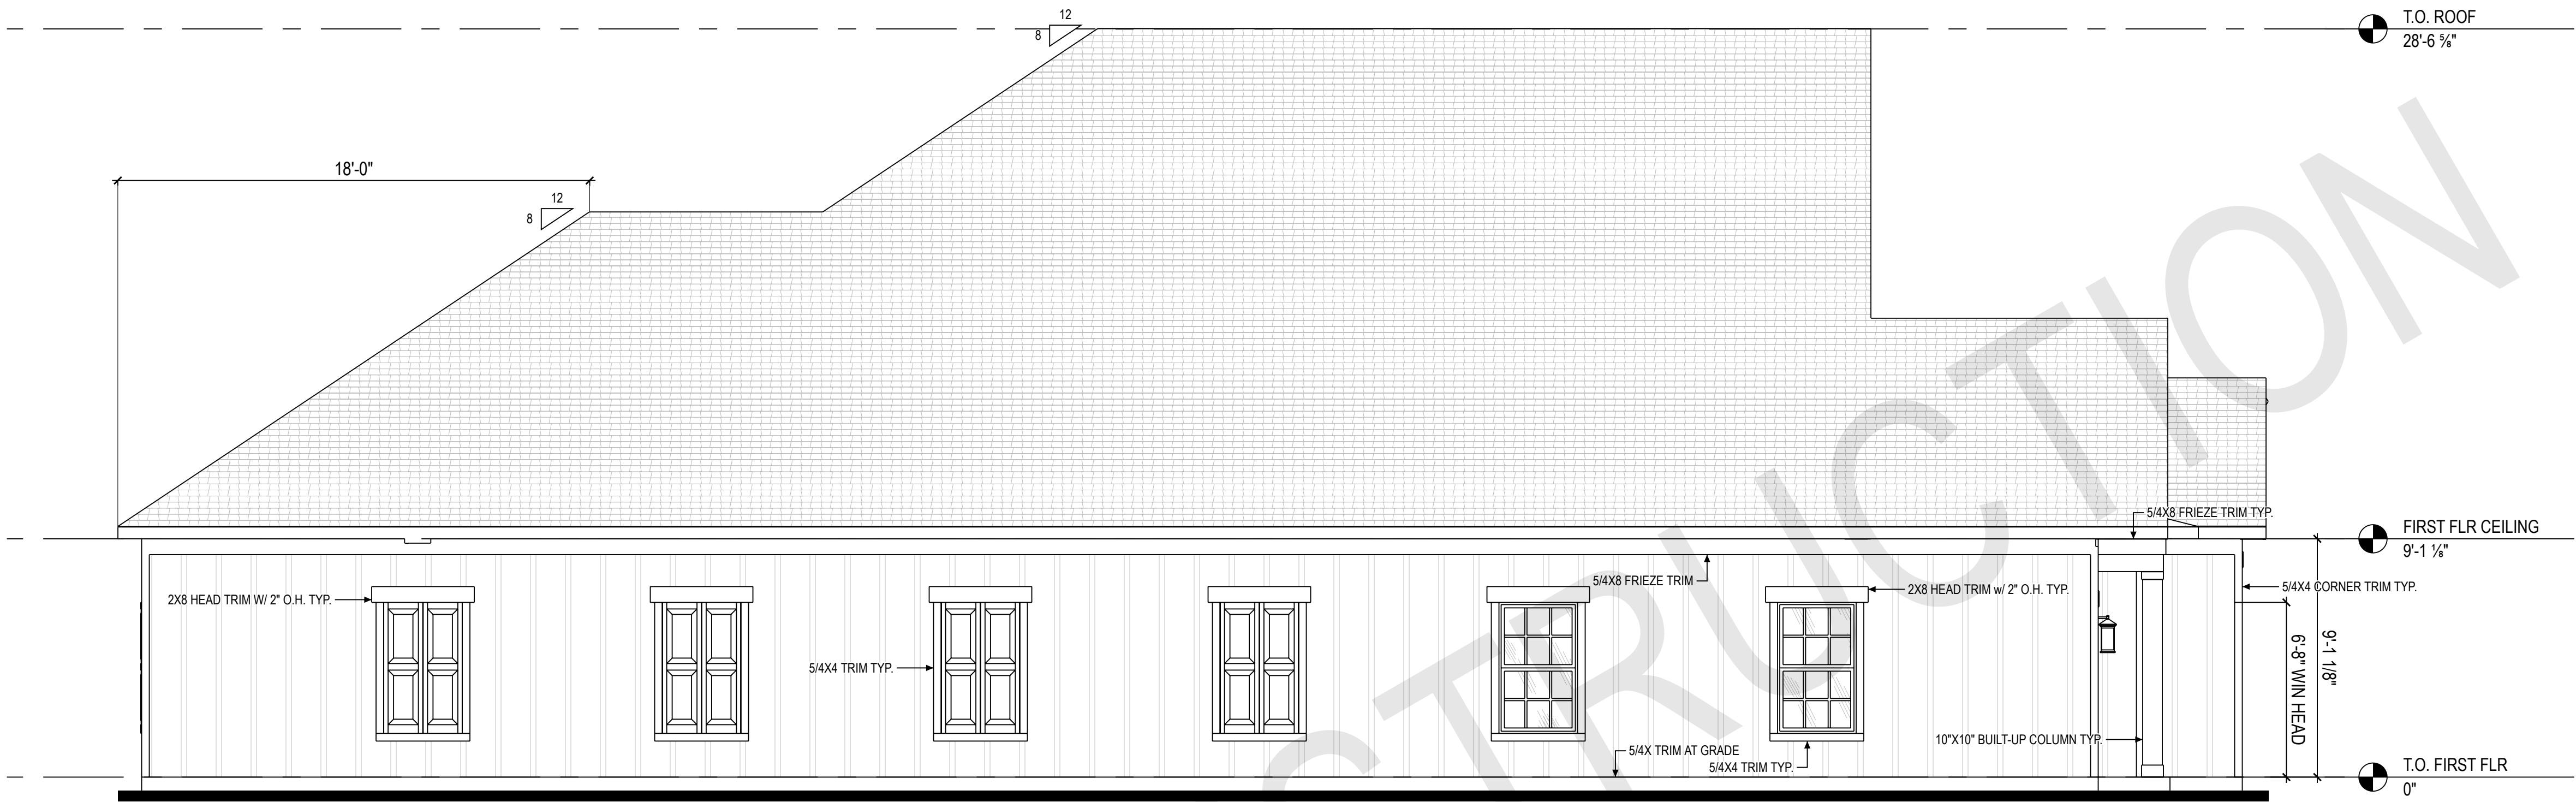 12
8
T.O. ROOF
28'-6 ⅝"
18'-0"
12
8
5/4X8 FRIEZE TRIM TYP.
FIRST FLR CEILING
9'-1 ⅛"
5/4X8 FRIEZE TRIM
2X8 HEAD TRIM W/ 2" O.H. TYP.
2X8 HEAD TRIM w/ 2" O.H. TYP.
5/4X4 CORNER TRIM TYP.
5/4X4 TRIM TYP.
6'-8" WIN HEAD
9'-1 1/8"
10"X10" BUILT-UP COLUMN TYP.
5/4X TRIM AT GRADE
5/4X4 TRIM TYP.
T.O. FIRST FLR
0"
STRUCTION